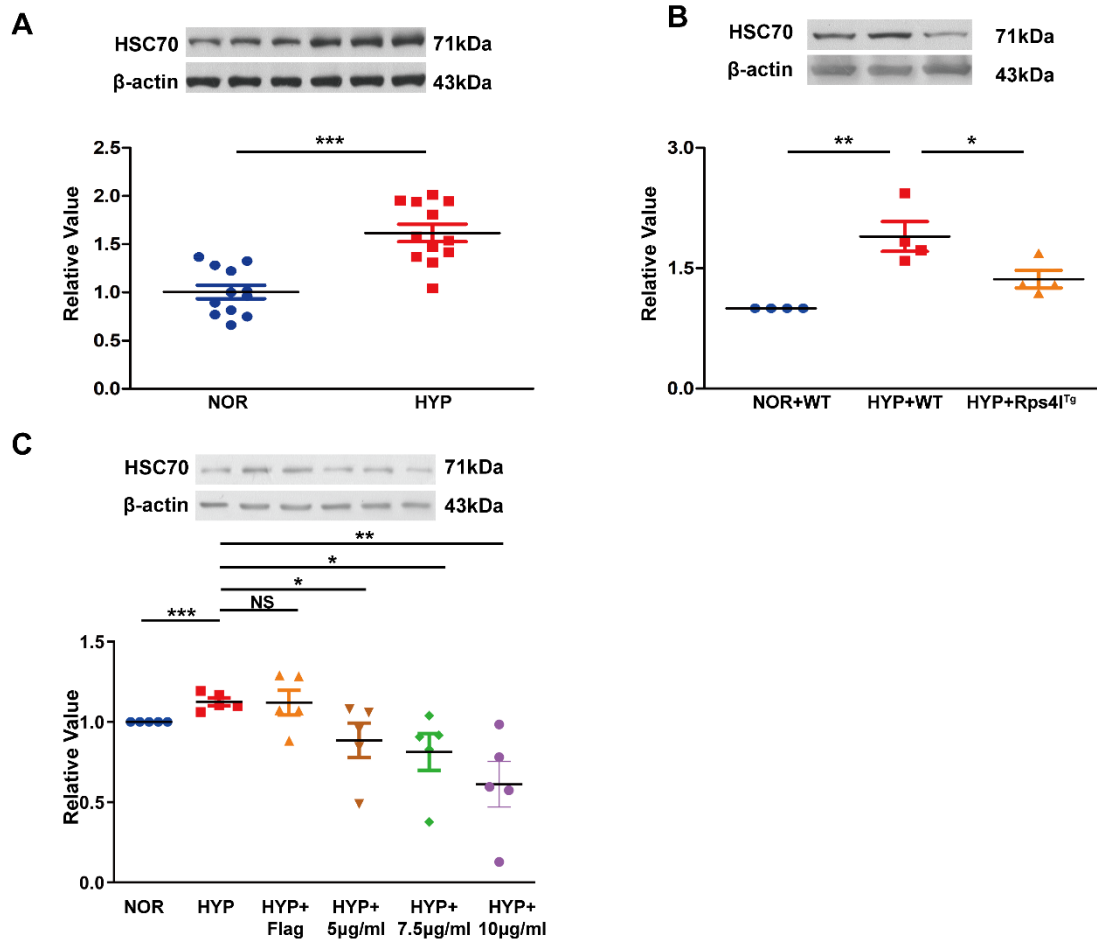 A
HSC70 71kDa
β-actin 43kDa
***
2.5
2.0
1.5
1.0
0.5
0.0
Relative Value
NOR HYP
B
HSC70 71kDa
β-actin 43kDa
** *
3.0
1.5
0.0
Relative Value
NOR+WT HYP+WT HYP+Rps4lᵀᵍ
C
HSC70 71kDa
β-actin 43kDa
**
*
*
NS
***
1.5
1.0
0.5
0.0
Relative Value
NOR HYP HYP+ HYP+ HYP+ HYP+
Flag 5μg/ml 7.5μg/ml 10μg/ml